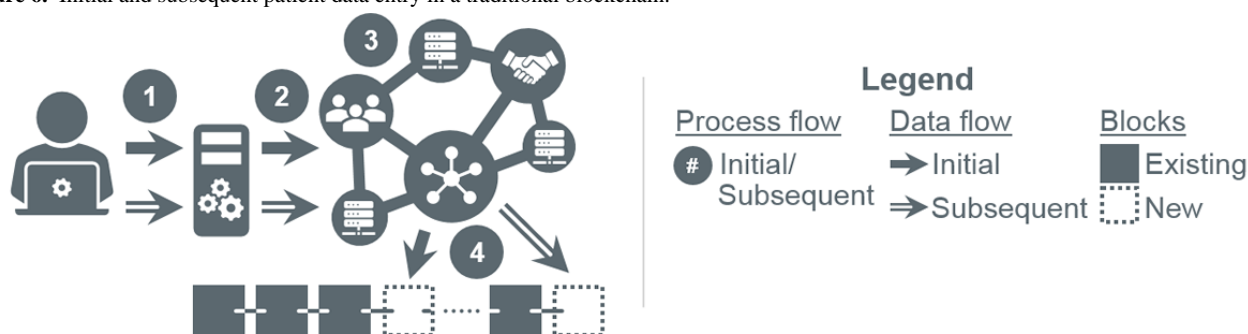 Initial and subsequent patient data entry in a traditional blockchain.
1
2
3
4
Legend
Process flow
# Initial/
Subsequent
Data flow
Initial
Subsequent
Blocks
Existing
New